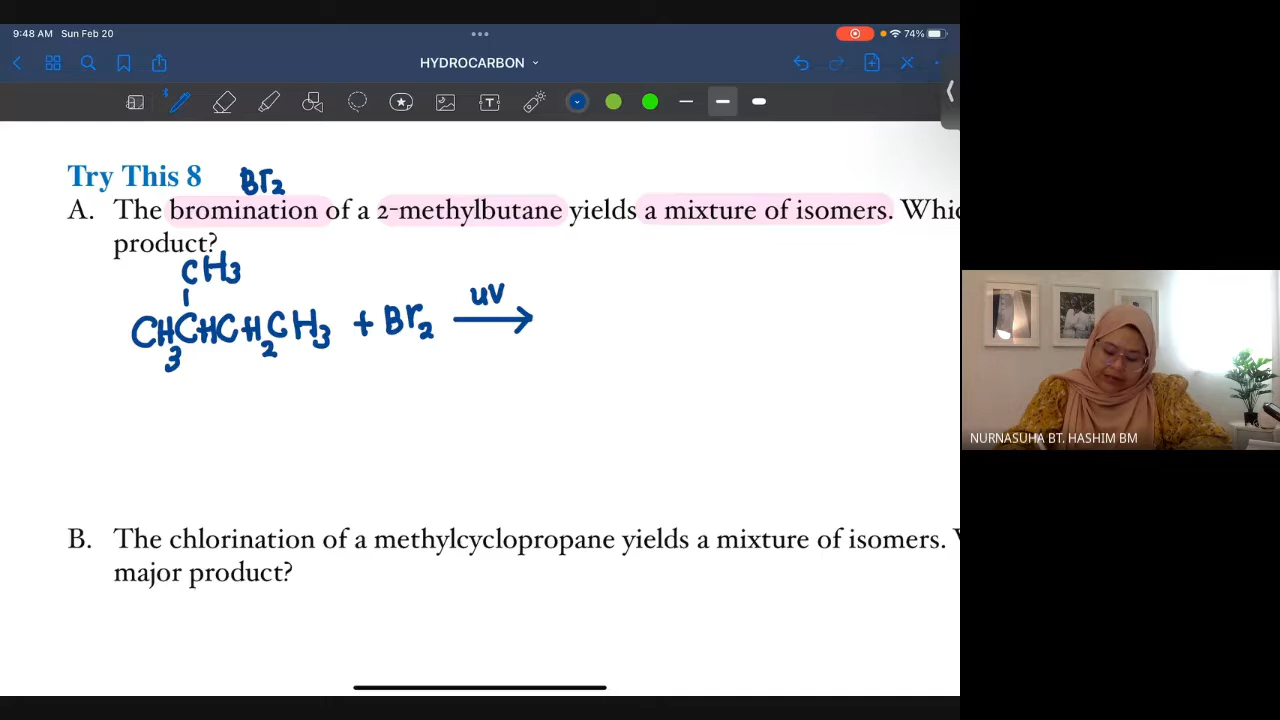 9:48 AM Sun Feb 20
74%
HYDROCARBON
T
Try This 8
Br2
A. The bromination of a 2-methylbutane yields a mixture of isomers. Whic
product?
CH3
CH3CHCH2CH3 + Br2
uv
B. The chlorination of a methylcyclopropane yields a mixture of isomers. W
major product?
NURNASUHA BT. HASHIM BM